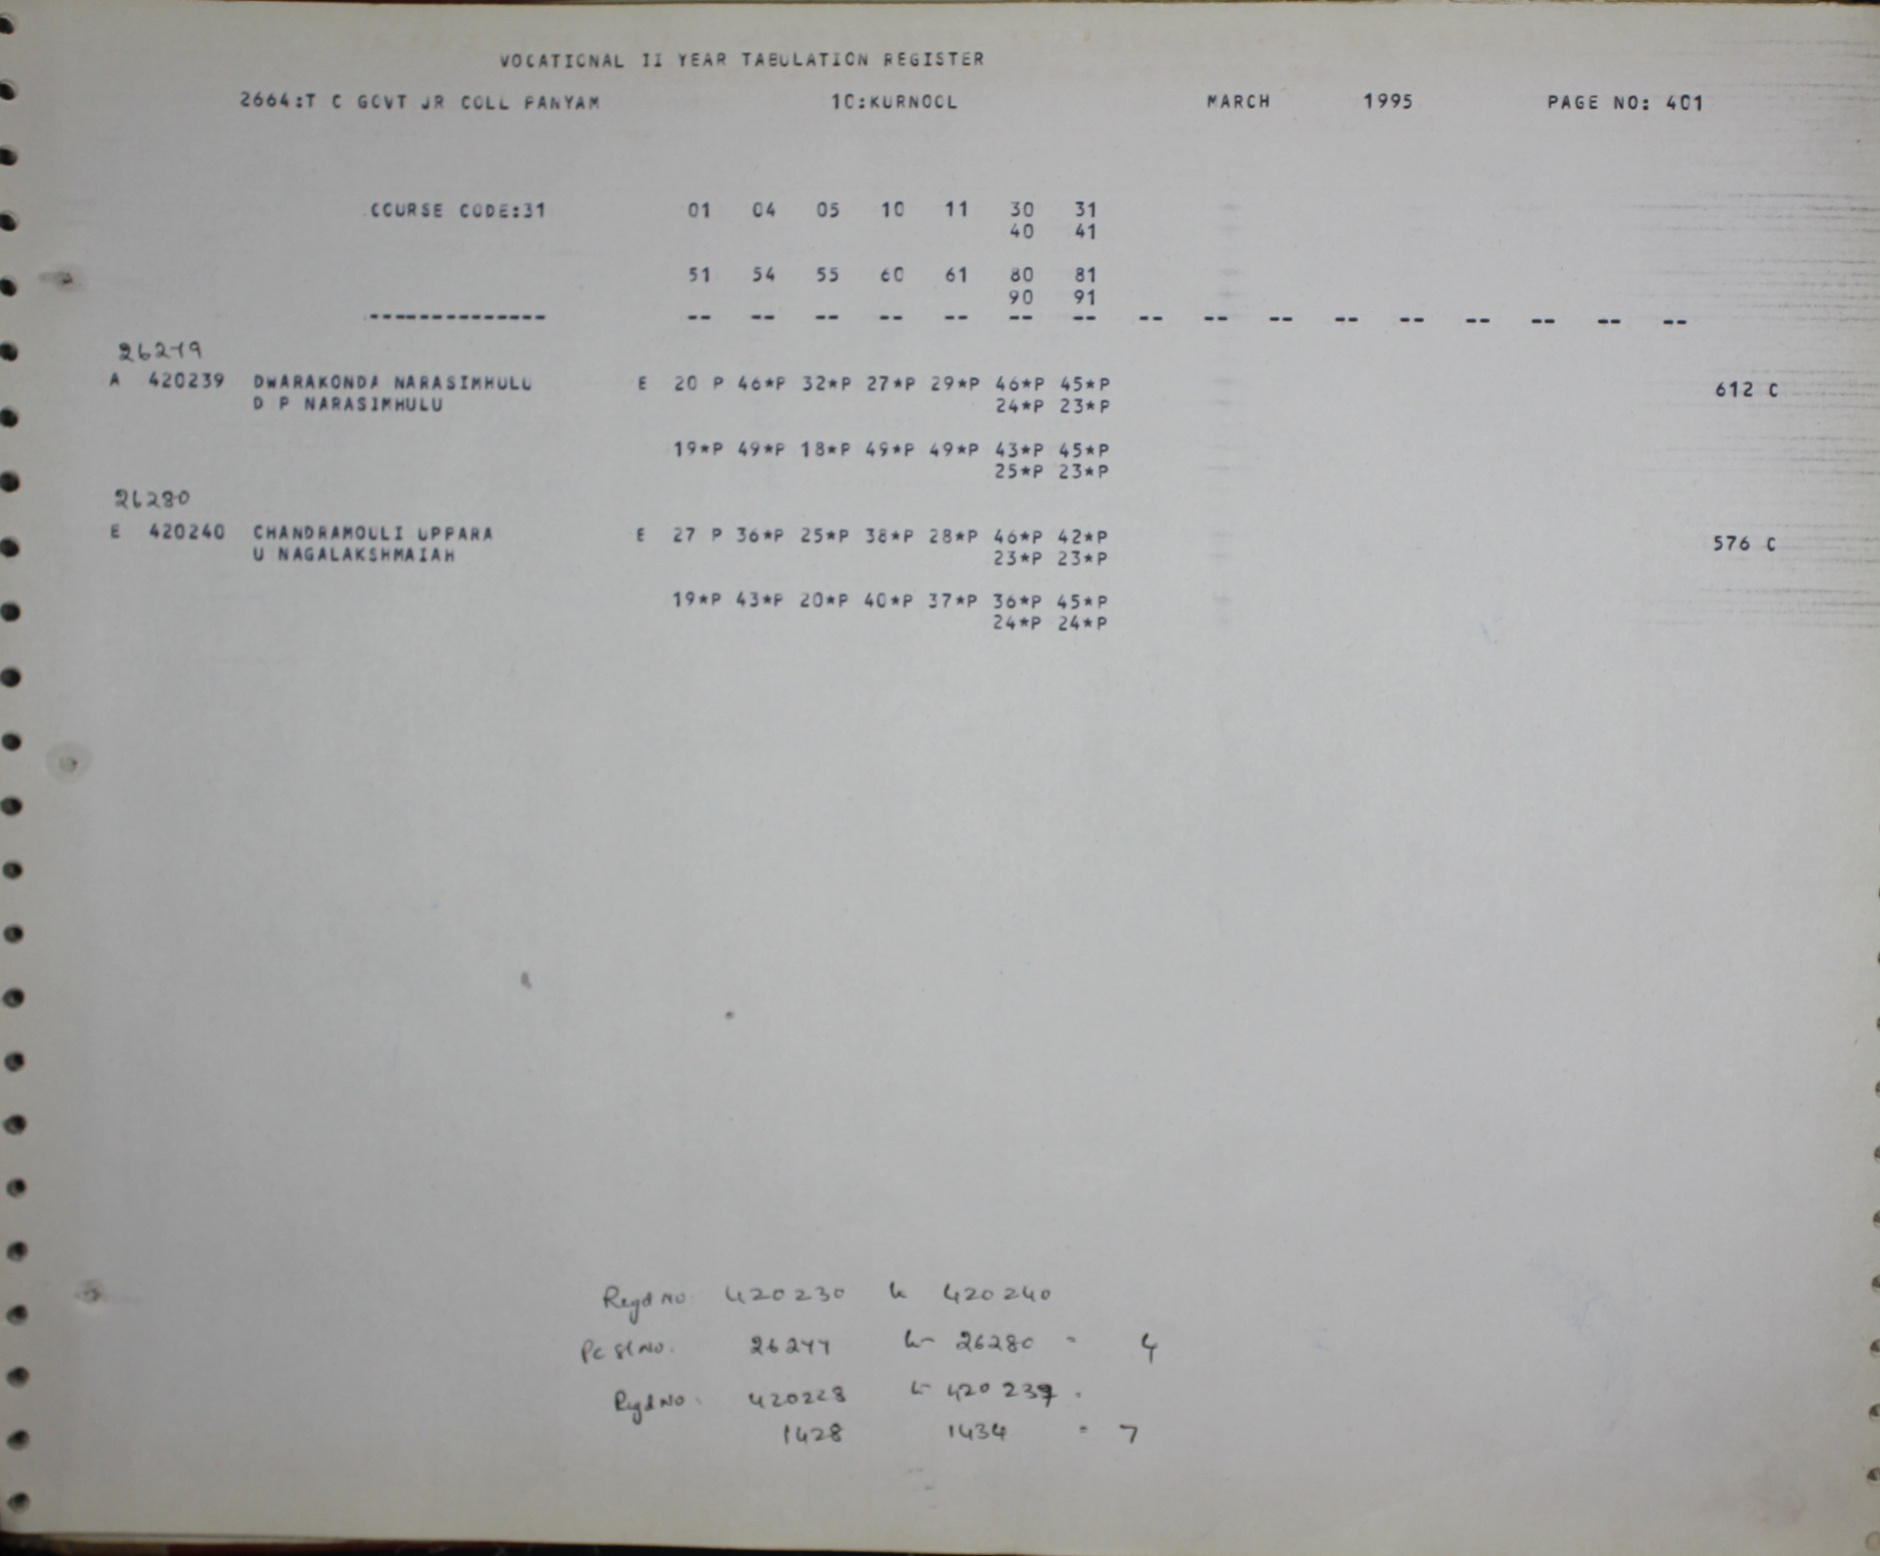 VOCATIONAL II YEAR TABULATION REGISTER
2664:T C GOVT JR COLL PANYAM 10:KURNOOL MARCH 1995 PAGE NO: 401
COURSE CODE:31 01 04 05 10 11 30 31
40 41
51 54 55 60 61 80 81
90 91
-------------- -- -- -- -- -- -- -- -- -- -- -- -- -- -- -- --
26279
A 420239 DWARAKONDA NARASIMHULU E 20 P 46*P 32*P 27*P 29*P 46*P 45*P 612 C
D P NARASIMHULU 24*P 23*P
19*P 49*P 18*P 49*P 49*P 43*P 45*P
25*P 23*P
26280
E 420240 CHANDRAMOULI UPPARA E 27 P 36*P 25*P 38*P 28*P 46*P 42*P 576 C
U NAGALAKSHMAIAH 23*P 23*P
19*P 43*P 20*P 40*P 37*P 36*P 45*P
24*P 24*P
Regd No 420230 to 420240
Pc Sl No. 26277 to 26280 = 4
Regd No. 420228 to 420239.
1428 1434 = 7